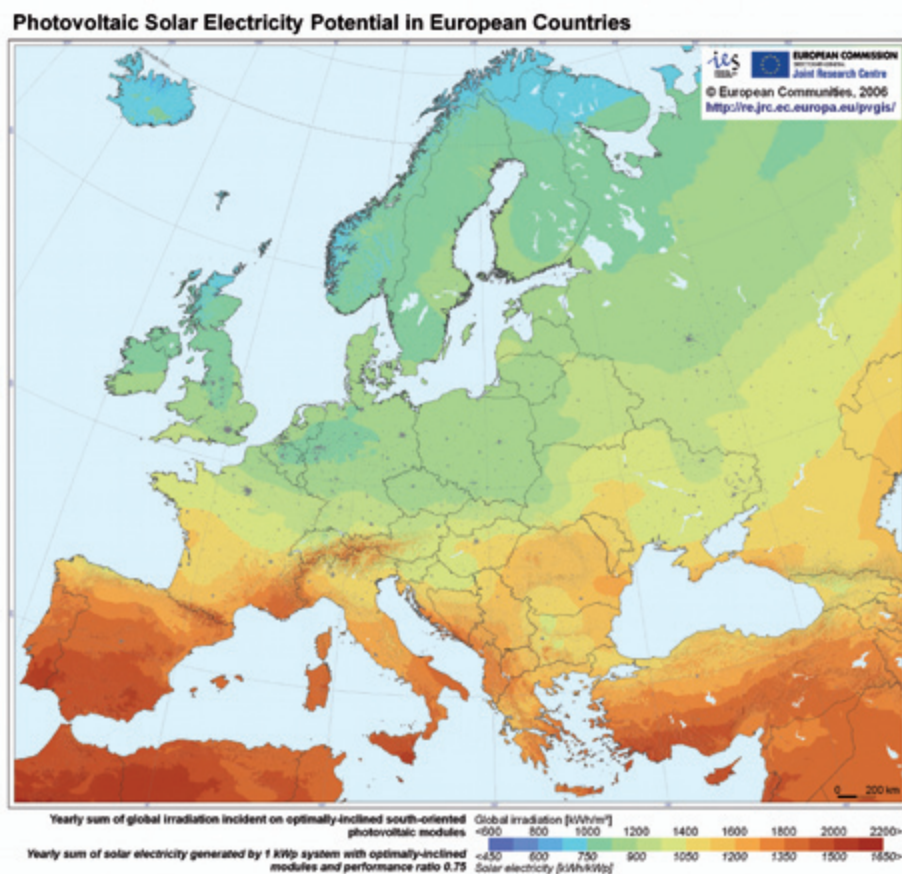 Photovoltaic Solar Electricity Potential in European Countries
ies
EUROPEAN COMMISSION
DIRECTORATE-GENERAL
Joint Research Centre
© European Communities, 2006
http://re.jrc.ec.europa.eu/pvgis/
0 200 km
Yearly sum of global irradiation incident on optimally-inclined south-oriented
photovoltaic modules
Yearly sum of solar electricity generated by 1 kWp system with optimally-inclined
modules and performance ratio 0.75
Global irradiation [kWh/m²]
<600 800 1000 1200 1400 1600 1800 2000 2200>
<450 600 750 900 1050 1200 1350 1500 1650>
Solar electricity [kWh/kWp]